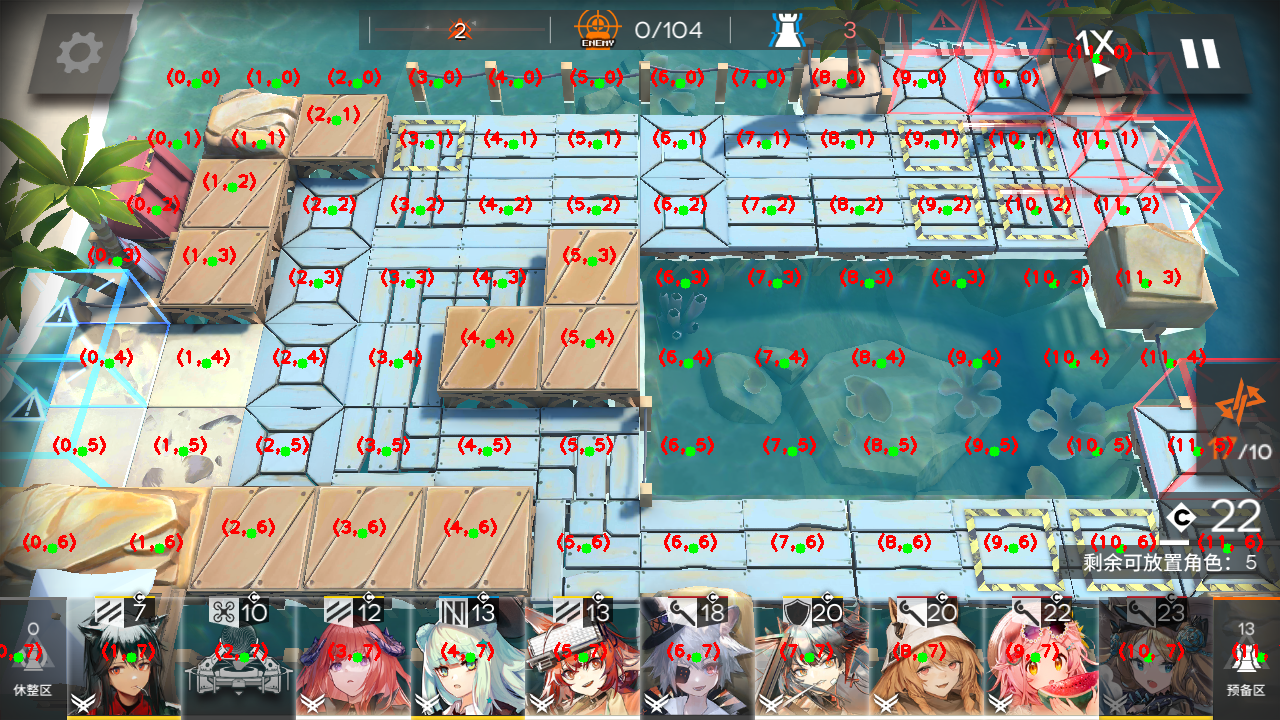 2
ENEMY
0/104
3
1X
(0, 0) (1, 0) (2, 0) (3, 0) (4, 0) (5, 0) (6, 0) (7, 0) (8, 0) (9, 0) (10, 0) (11, 0)
(0, 1) (1, 1) (2, 1) (3, 1) (4, 1) (5, 1) (6, 1) (7, 1) (8, 1) (9, 1) (10, 1) (11, 1)
(0, 2) (1, 2) (2, 2) (3, 2) (4, 2) (5, 2) (6, 2) (7, 2) (8, 2) (9, 2) (10, 2) (11, 2)
(0, 3) (1, 3) (2, 3) (3, 3) (4, 3) (5, 3) (6, 3) (7, 3) (8, 3) (9, 3) (10, 3) (11, 3)
(0, 4) (1, 4) (2, 4) (3, 4) (4, 4) (5, 4) (6, 4) (7, 4) (8, 4) (9, 4) (10, 4) (11, 4)
(0, 5) (1, 5) (2, 5) (3, 5) (4, 5) (5, 5) (6, 5) (7, 5) (8, 5) (9, 5) (10, 5) (11, 5)
/10
C 22
(0, 6) (1, 6) (2, 6) (3, 6) (4, 6) (5, 6) (6, 6) (7, 6) (8, 6) (9, 6) (10, 6) (11, 6)
剩余可放置角色：5
7 10 12 13 13 18 20 20 22 23
0
13
(1, 7) (2, 7) (3, 7) (4, 7) (5, 7) (6, 7) (7, 7) (8, 7) (9, 7) (10, 7)
休整区
预备区